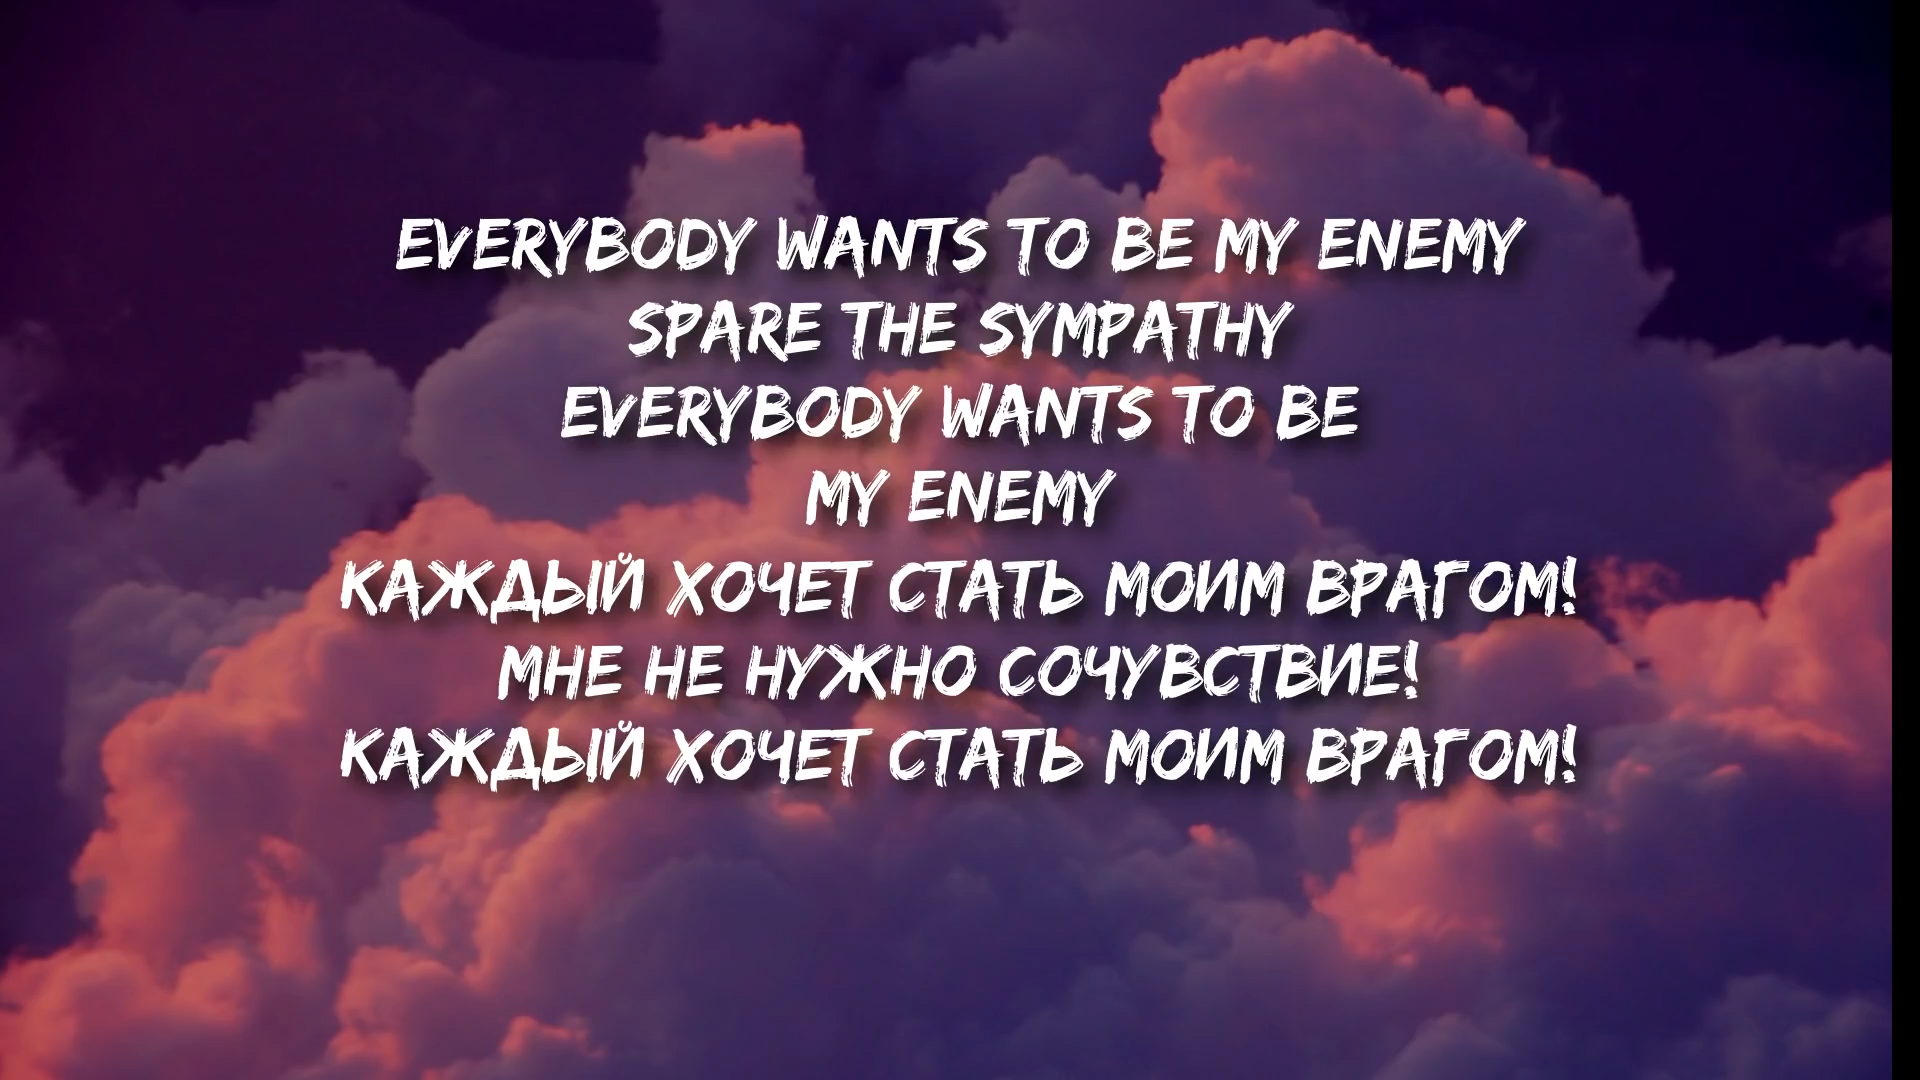 EVERYBODY WANTS TO BE MY ENEMY
SPARE THE SYMPATHY
EVERYBODY WANTS TO BE
MY ENEMY
КАЖДЫЙ ХОЧЕТ СТАТЬ МОИМ ВРАГОМ!
МНЕ НЕ НУЖНО СОЧУВСТВИЕ!
КАЖДЫЙ ХОЧЕТ СТАТЬ МОИМ ВРАГОМ!